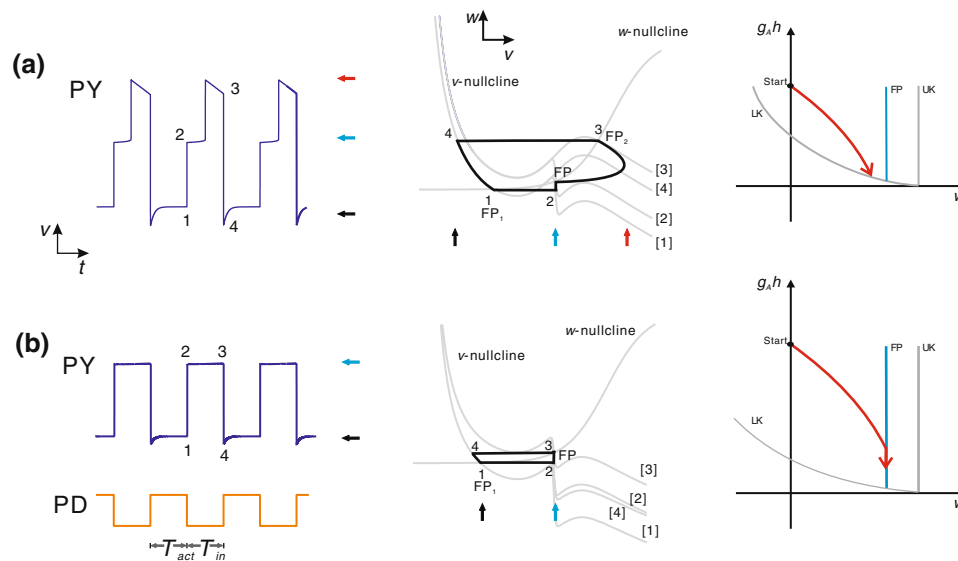 (a)
PY
3
2
1
4
v
t
w
v
w-nullcline
v-nullcline
4
3
FP₂
FP
1
2
FP₁
[3]
[4]
[2]
[1]
gₐh
Start
LK
FP
UK
w
(b)
PY
2
3
1
4
PD
T_act
T_in
w-nullcline
v-nullcline
4
3
FP
1
2
FP₁
[3]
[2]
[4]
[1]
gₐh
Start
LK
FP
UK
w